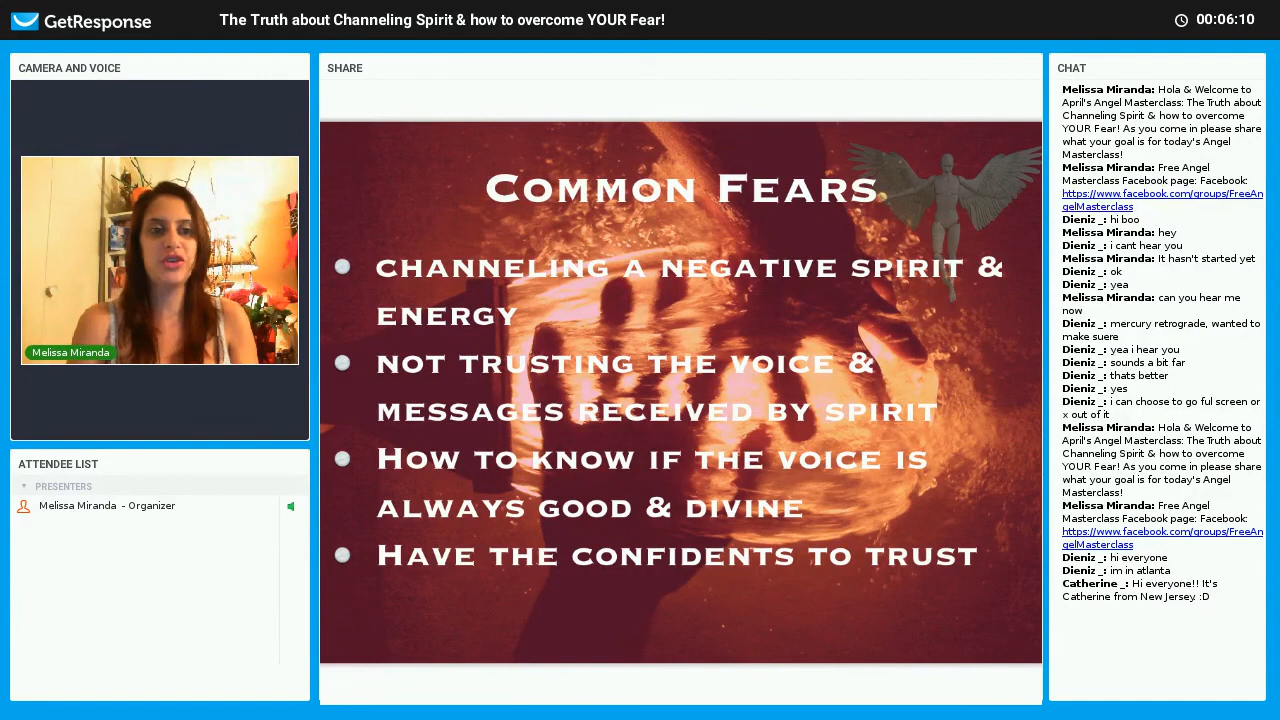 GetResponse
The Truth about Channeling Spirit & how to overcome YOUR Fear!
00:06:10
CAMERA AND VOICE
Melissa Miranda
ATTENDEE LIST
PRESENTERS
Melissa Miranda - Organizer
SHARE
Common Fears
channeling a negative spirit &
energy
not trusting the voice &
messages received by spirit
How to know if the voice is
always good & divine
Have the confidents to trust
CHAT
Melissa Miranda: Hola & Welcome to
April's Angel Masterclass: The Truth about
Channeling Spirit & how to overcome
YOUR Fear! As you come in please share
what your goal is for today's Angel
Masterclass!
Melissa Miranda: Free Angel
Masterclass Facebook page: Facebook:
https://www.facebook.com/groups/FreeAn
gelMasterclass
Dieniz _: hi boo
Melissa Miranda: hey
Dieniz _: i cant hear you
Melissa Miranda: It hasn't started yet
Dieniz _: ok
Dieniz _: yea
Melissa Miranda: can you hear me
now
Dieniz _: mercury retrograde, wanted to
make suere
Dieniz _: yea i hear you
Dieniz _: sounds a bit far
Dieniz _: thats better
Dieniz _: yes
Dieniz _: i can choose to go ful screen or
x out of it
Melissa Miranda: Hola & Welcome to
April's Angel Masterclass: The Truth about
Channeling Spirit & how to overcome
YOUR Fear! As you come in please share
what your goal is for today's Angel
Masterclass!
Melissa Miranda: Free Angel
Masterclass Facebook page: Facebook:
https://www.facebook.com/groups/FreeAn
gelMasterclass
Dieniz _: hi everyone
Dieniz _: im in atlanta
Catherine _: Hi everyone!! It's
Catherine from New Jersey. :D